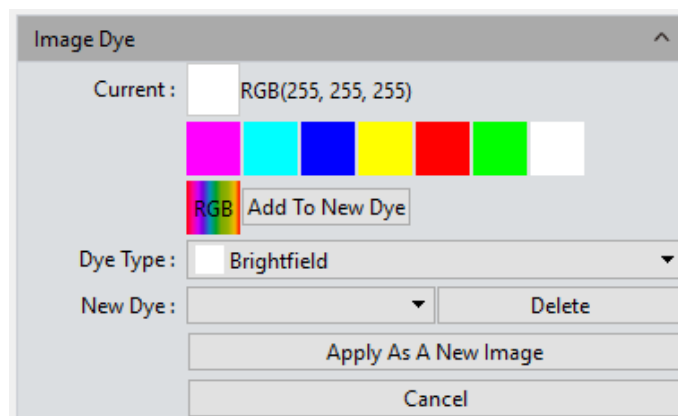 Image Dye
Current : RGB(255, 255, 255)
RGB Add To New Dye
Dye Type : Brightfield
New Dye : Delete
Apply As A New Image
Cancel